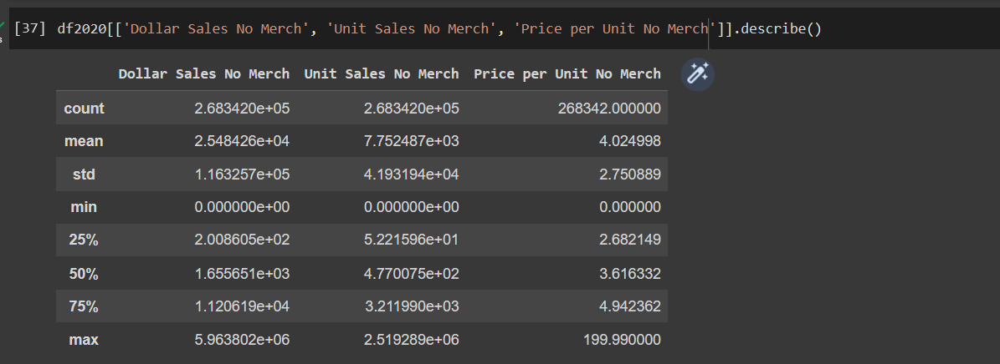 [37] df2020[['Dollar Sales No Merch', 'Unit Sales No Merch', 'Price per Unit No Merch']].describe()
s
Dollar Sales No Merch Unit Sales No Merch Price per Unit No Merch
count 2.683420e+05 2.683420e+05 268342.000000
mean 2.548426e+04 7.752487e+03 4.024998
std 1.163257e+05 4.193194e+04 2.750889
min 0.000000e+00 0.000000e+00 0.000000
25% 2.008605e+02 5.221596e+01 2.682149
50% 1.655651e+03 4.770075e+02 3.616332
75% 1.120619e+04 3.211990e+03 4.942362
max 5.963802e+06 2.519289e+06 199.990000